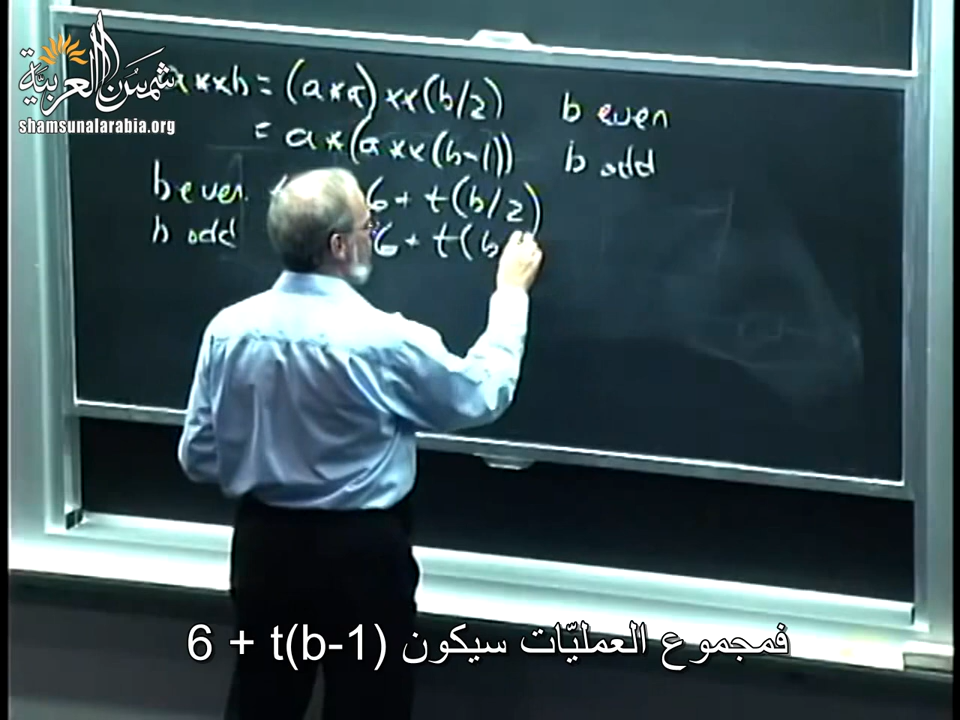 شمس العربية
shamsunalarabia.org
a**b = (a*a)**(b/2) b even
= a*(a**(b-1)) b odd
b even 6 + t(b/2)
b odd 6 + t(b
فمجموع العمليّات سيكون 6 + t(b-1)